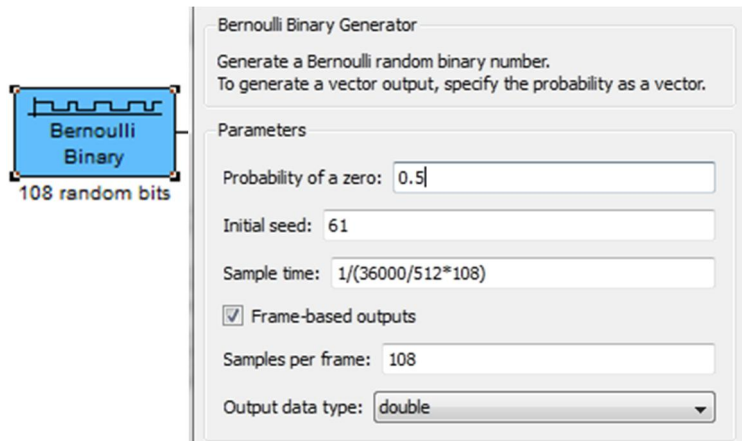 Bernoulli
Binary
108 random bits
Bernoulli Binary Generator
Generate a Bernoulli random binary number.
To generate a vector output, specify the probability as a vector.
Parameters
Probability of a zero: 0.5
Initial seed: 61
Sample time: 1/(36000/512*108)
Frame-based outputs
Samples per frame: 108
Output data type: double